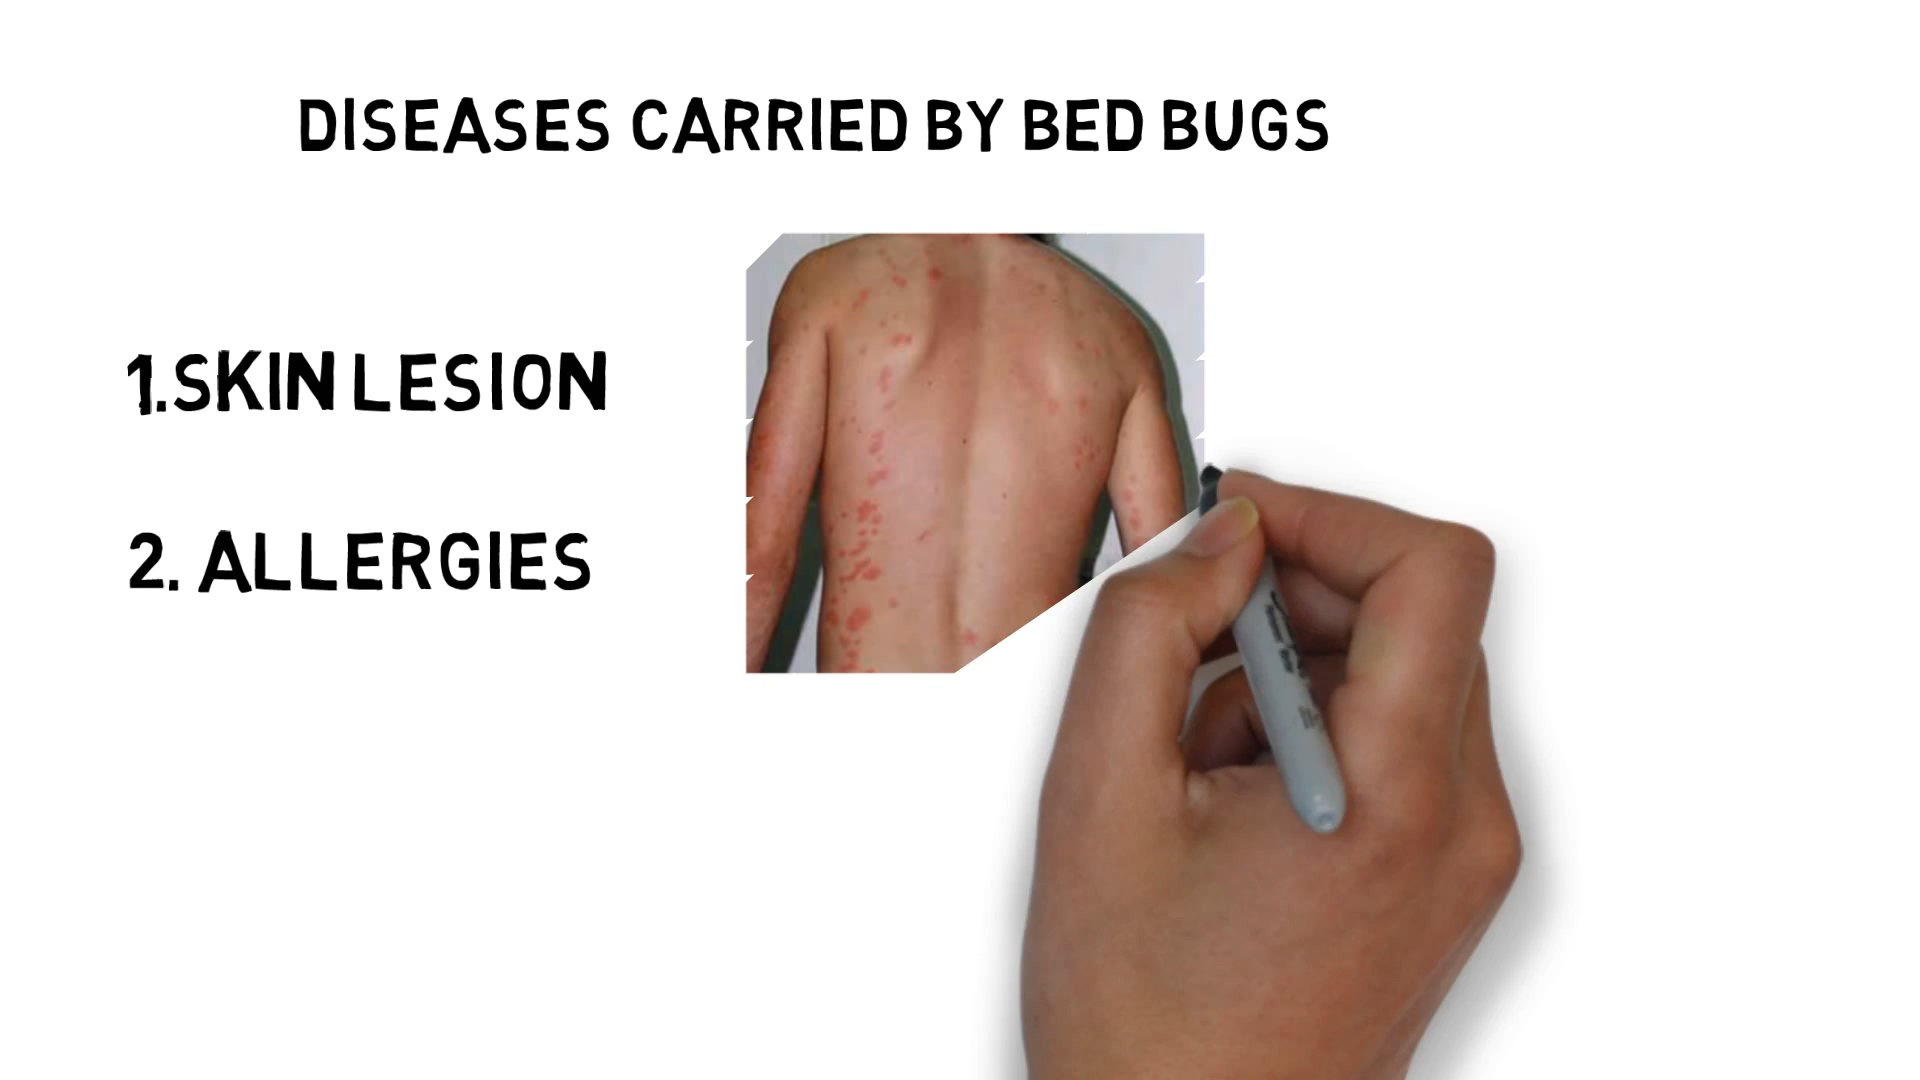 DISEASES CARRIED BY BED BUGS
1.SKIN LESION
2. ALLERGIES